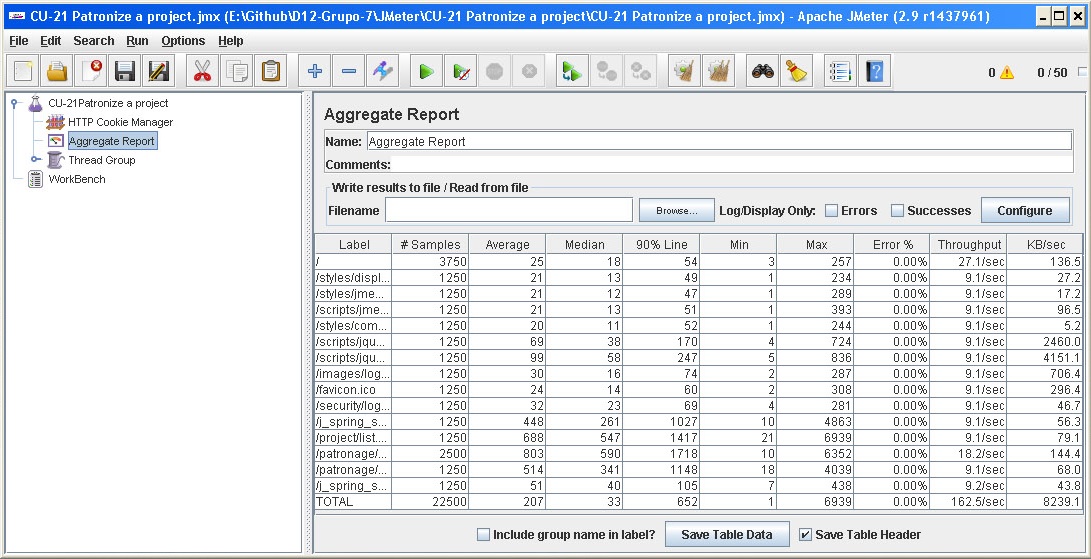 CU-21 Patronize a project.jmx (E:\Github\D12-Grupo-7\JMeter\CU-21 Patronize a project\CU-21 Patronize a project.jmx) - Apache JMeter (2.9 r1437961)
File Edit Search Run Options Help
0 0 / 50
CU-21Patronize a project
HTTP Cookie Manager
Aggregate Report
Thread Group
WorkBench
Aggregate Report
Name: Aggregate Report
Comments:
Write results to file / Read from file
Filename Browse... Log/Display Only: Errors Successes Configure
Label # Samples Average Median 90% Line Min Max Error % Throughput KB/sec
/ 3750 25 18 54 3 257 0.00% 27.1/sec 136.5
/styles/displ... 1250 21 13 49 1 234 0.00% 9.1/sec 27.2
/styles/jme... 1250 21 12 47 1 289 0.00% 9.1/sec 17.2
/scripts/jme... 1250 21 13 51 1 393 0.00% 9.1/sec 96.5
/styles/com... 1250 20 11 52 1 244 0.00% 9.1/sec 5.2
/scripts/jqu... 1250 69 38 170 4 724 0.00% 9.1/sec 2460.0
/scripts/jqu... 1250 99 58 247 5 836 0.00% 9.1/sec 4151.1
/images/log... 1250 30 16 74 2 287 0.00% 9.1/sec 706.4
/favicon.ico 1250 24 14 60 2 308 0.00% 9.1/sec 296.4
/security/log... 1250 32 23 69 4 281 0.00% 9.1/sec 46.7
/j_spring_s... 1250 448 261 1027 10 4863 0.00% 9.1/sec 56.3
/project/list.... 1250 688 547 1417 21 6939 0.00% 9.1/sec 79.1
/patronage/... 2500 803 590 1718 10 6352 0.00% 18.2/sec 144.4
/patronage/... 1250 514 341 1148 18 4039 0.00% 9.1/sec 68.0
/j_spring_s... 1250 51 40 105 7 438 0.00% 9.2/sec 43.8
TOTAL 22500 207 33 652 1 6939 0.00% 162.5/sec 8239.1
Include group name in label? Save Table Data Save Table Header